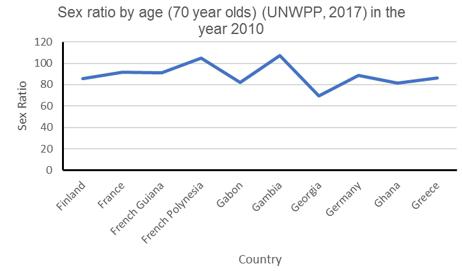 Sex ratio by age (70 year olds) (UNWPP, 2017) in the
year 2010
120
100
80
60
40
20
0
Sex Ratio
Finland
France
French Guiana
French Polynesia
Gabon
Gambia
Georgia
Germany
Ghana
Greece
Country